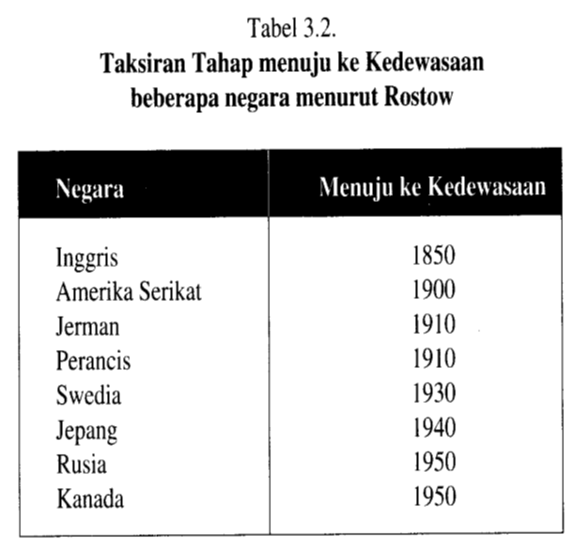 Tabel 3.2.
Taksiran Tahap menuju ke Kedewasaan
beberapa negara menurut Rostow
Negara Menuju ke Kedewasaan
Inggris 1850
Amerika Serikat 1900
Jerman 1910
Perancis 1910
Swedia 1930
Jepang 1940
Rusia 1950
Kanada 1950